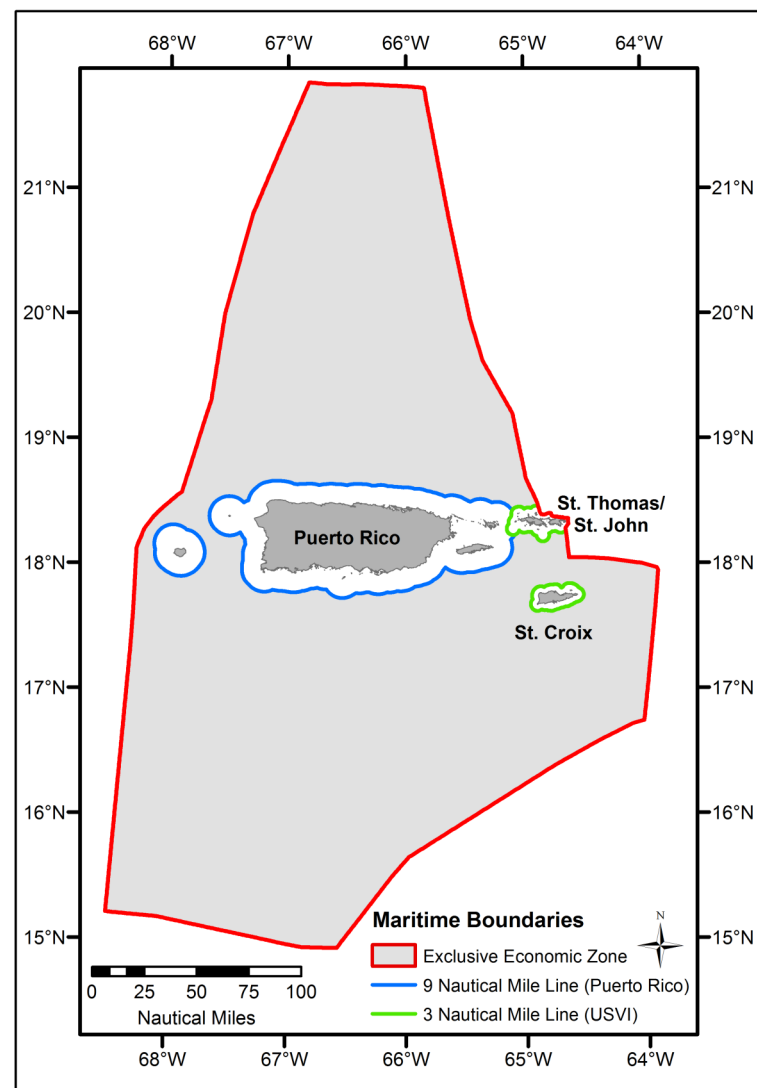 68°W 67°W 66°W 65°W 64°W
21°N 21°N
20°N 20°N
19°N 19°N
St. Thomas/
St. John
Puerto Rico
18°N 18°N
St. Croix
17°N 17°N
16°N 16°N
Maritime Boundaries
N
15°N 15°N
Exclusive Economic Zone
9 Nautical Mile Line (Puerto Rico)
3 Nautical Mile Line (USVI)
0 25 50 75 100
Nautical Miles
68°W 67°W 66°W 65°W 64°W